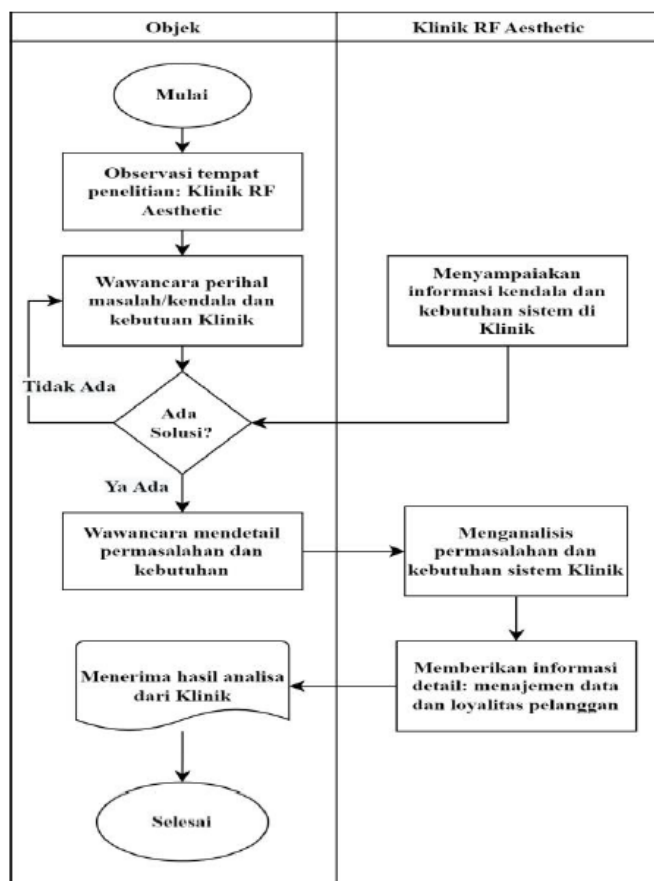 Objek
Klinik RF Aesthetic
Mulai
Observasi tempat
penelitian: Klinik RF
Aesthetic
Wawancara perihal
masalah/kendala dan
kebutuan Klinik
Menyampaiakan
informasi kendala dan
kebutuhan sistem di
Klinik
Tidak Ada
Ada
Solusi?
Ya Ada
Wawancara mendetail
permasalahan dan
kebutuhan
Menganalisis
permasalahan dan
kebutuhan sistem Klinik
Menerima hasil analisa
dari Klinik
Memberikan informasi
detail: menajemen data
dan loyalitas pelanggan
Selesai